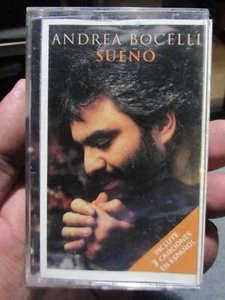 ANDREA BOCELLI
SUEÑO
INCLUYE
3 CANCIONES
EN ESPAÑOL